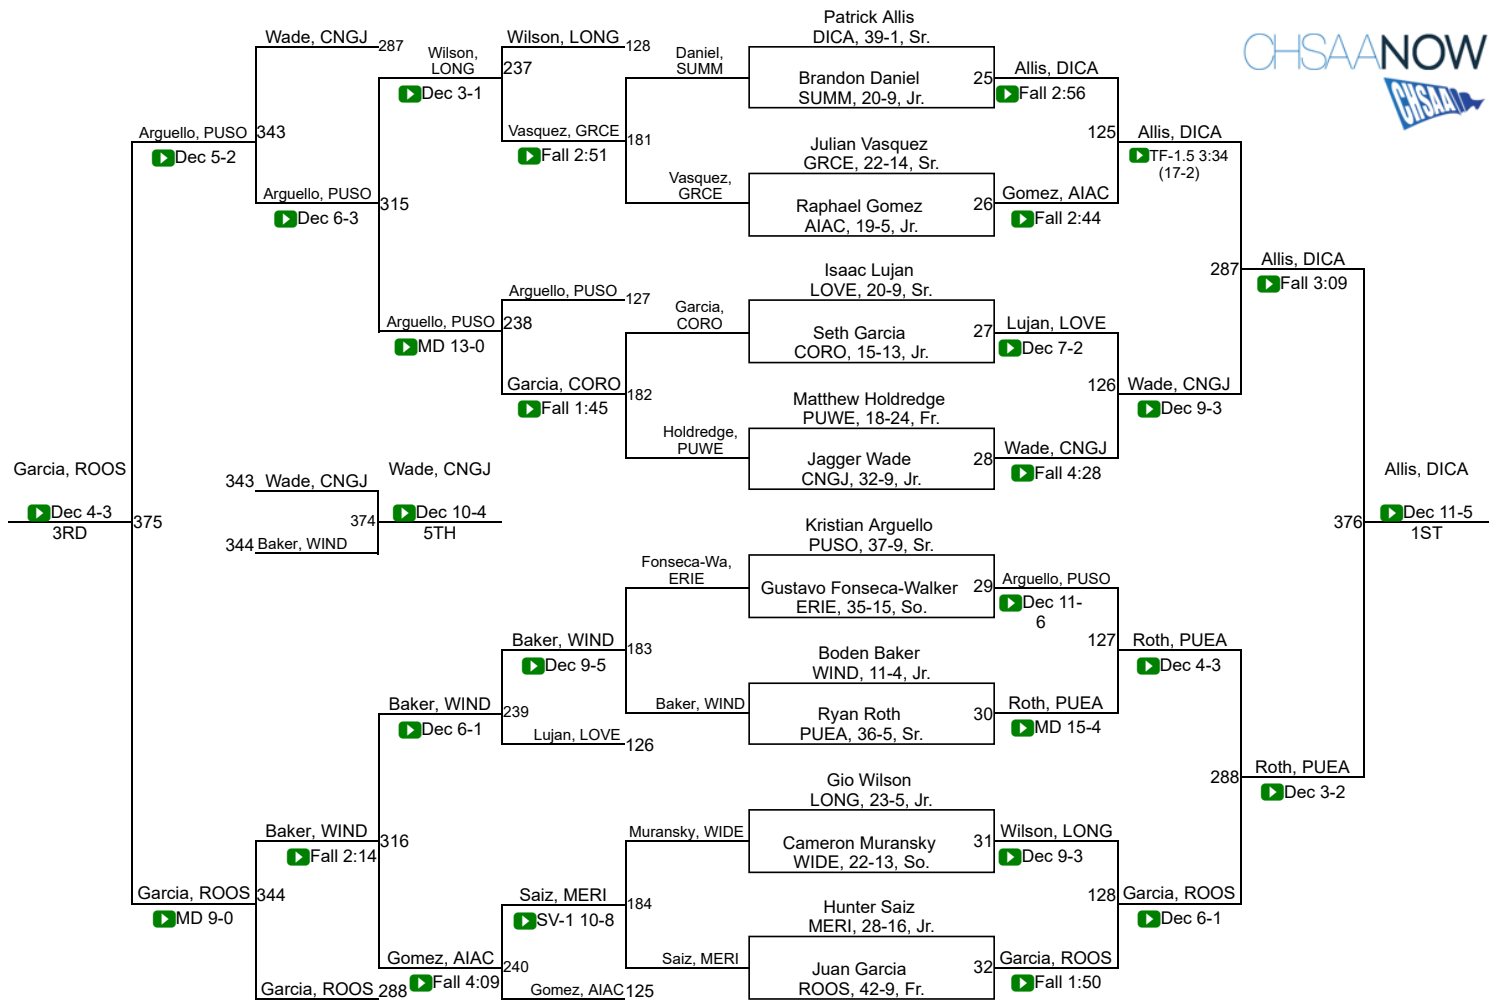 Patrick Allis
DICA, 39-1, Sr.
Brandon Daniel
SUMM, 20-9, Jr.
25
Julian Vasquez
GRCE, 22-14, Sr.
Raphael Gomez
AIAC, 19-5, Jr.
26
Isaac Lujan
LOVE, 20-9, Sr.
Seth Garcia
CORO, 15-13, Jr.
27
Matthew Holdredge
PUWE, 18-24, Fr.
Jagger Wade
CNGJ, 32-9, Jr.
28
Kristian Arguello
PUSO, 37-9, Sr.
Gustavo Fonseca-Walker
ERIE, 35-15, So.
29
Boden Baker
WIND, 11-4, Jr.
Ryan Roth
PUEA, 36-5, Sr.
30
Gio Wilson
LONG, 23-5, Jr.
Cameron Muransky
WIDE, 22-13, So.
31
Hunter Saiz
MERI, 28-16, Jr.
Juan Garcia
ROOS, 42-9, Fr.
32
Allis, DICA
Fall 2:56
125
Gomez, AIAC
Fall 2:44
Lujan, LOVE
Dec 7-2
126
Wade, CNGJ
Fall 4:28
Arguello, PUSO
Dec 11-
6
127
Roth, PUEA
MD 15-4
Wilson, LONG
Dec 9-3
128
Garcia, ROOS
Fall 1:50
Allis, DICA
TF-1.5 3:34
(17-2)
287
Wade, CNGJ
Dec 9-3
Roth, PUEA
Dec 4-3
288
Garcia, ROOS
Dec 6-1
Allis, DICA
Fall 3:09
376
Roth, PUEA
Dec 3-2
Allis, DICA
Dec 11-5
1ST
CHSAANOW
CHSAA
Daniel,
SUMM
181
Vasquez,
GRCE
Garcia,
CORO
182
Holdredge,
PUWE
Fonseca-Wa,
ERIE
183
Baker, WIND
Muransky, WIDE
184
Saiz, MERI
Wilson, LONG
128
237
Vasquez, GRCE
Fall 2:51
Arguello, PUSO
127
238
Garcia, CORO
Fall 1:45
Baker, WIND
Dec 9-5
239
Lujan, LOVE
126
Saiz, MERI
SV-1 10-8
240
Gomez, AIAC
125
Wilson,
LONG
Dec 3-1
315
Arguello, PUSO
MD 13-0
Baker, WIND
Dec 6-1
316
Gomez, AIAC
Fall 4:09
Wade, CNGJ
287
343
Arguello, PUSO
Dec 6-3
Baker, WIND
Fall 2:14
344
Garcia, ROOS
288
Arguello, PUSO
Dec 5-2
375
Garcia, ROOS
MD 9-0
Garcia, ROOS
Dec 4-3
3RD
343
Wade, CNGJ
374
344
Baker, WIND
Wade, CNGJ
Dec 10-4
5TH